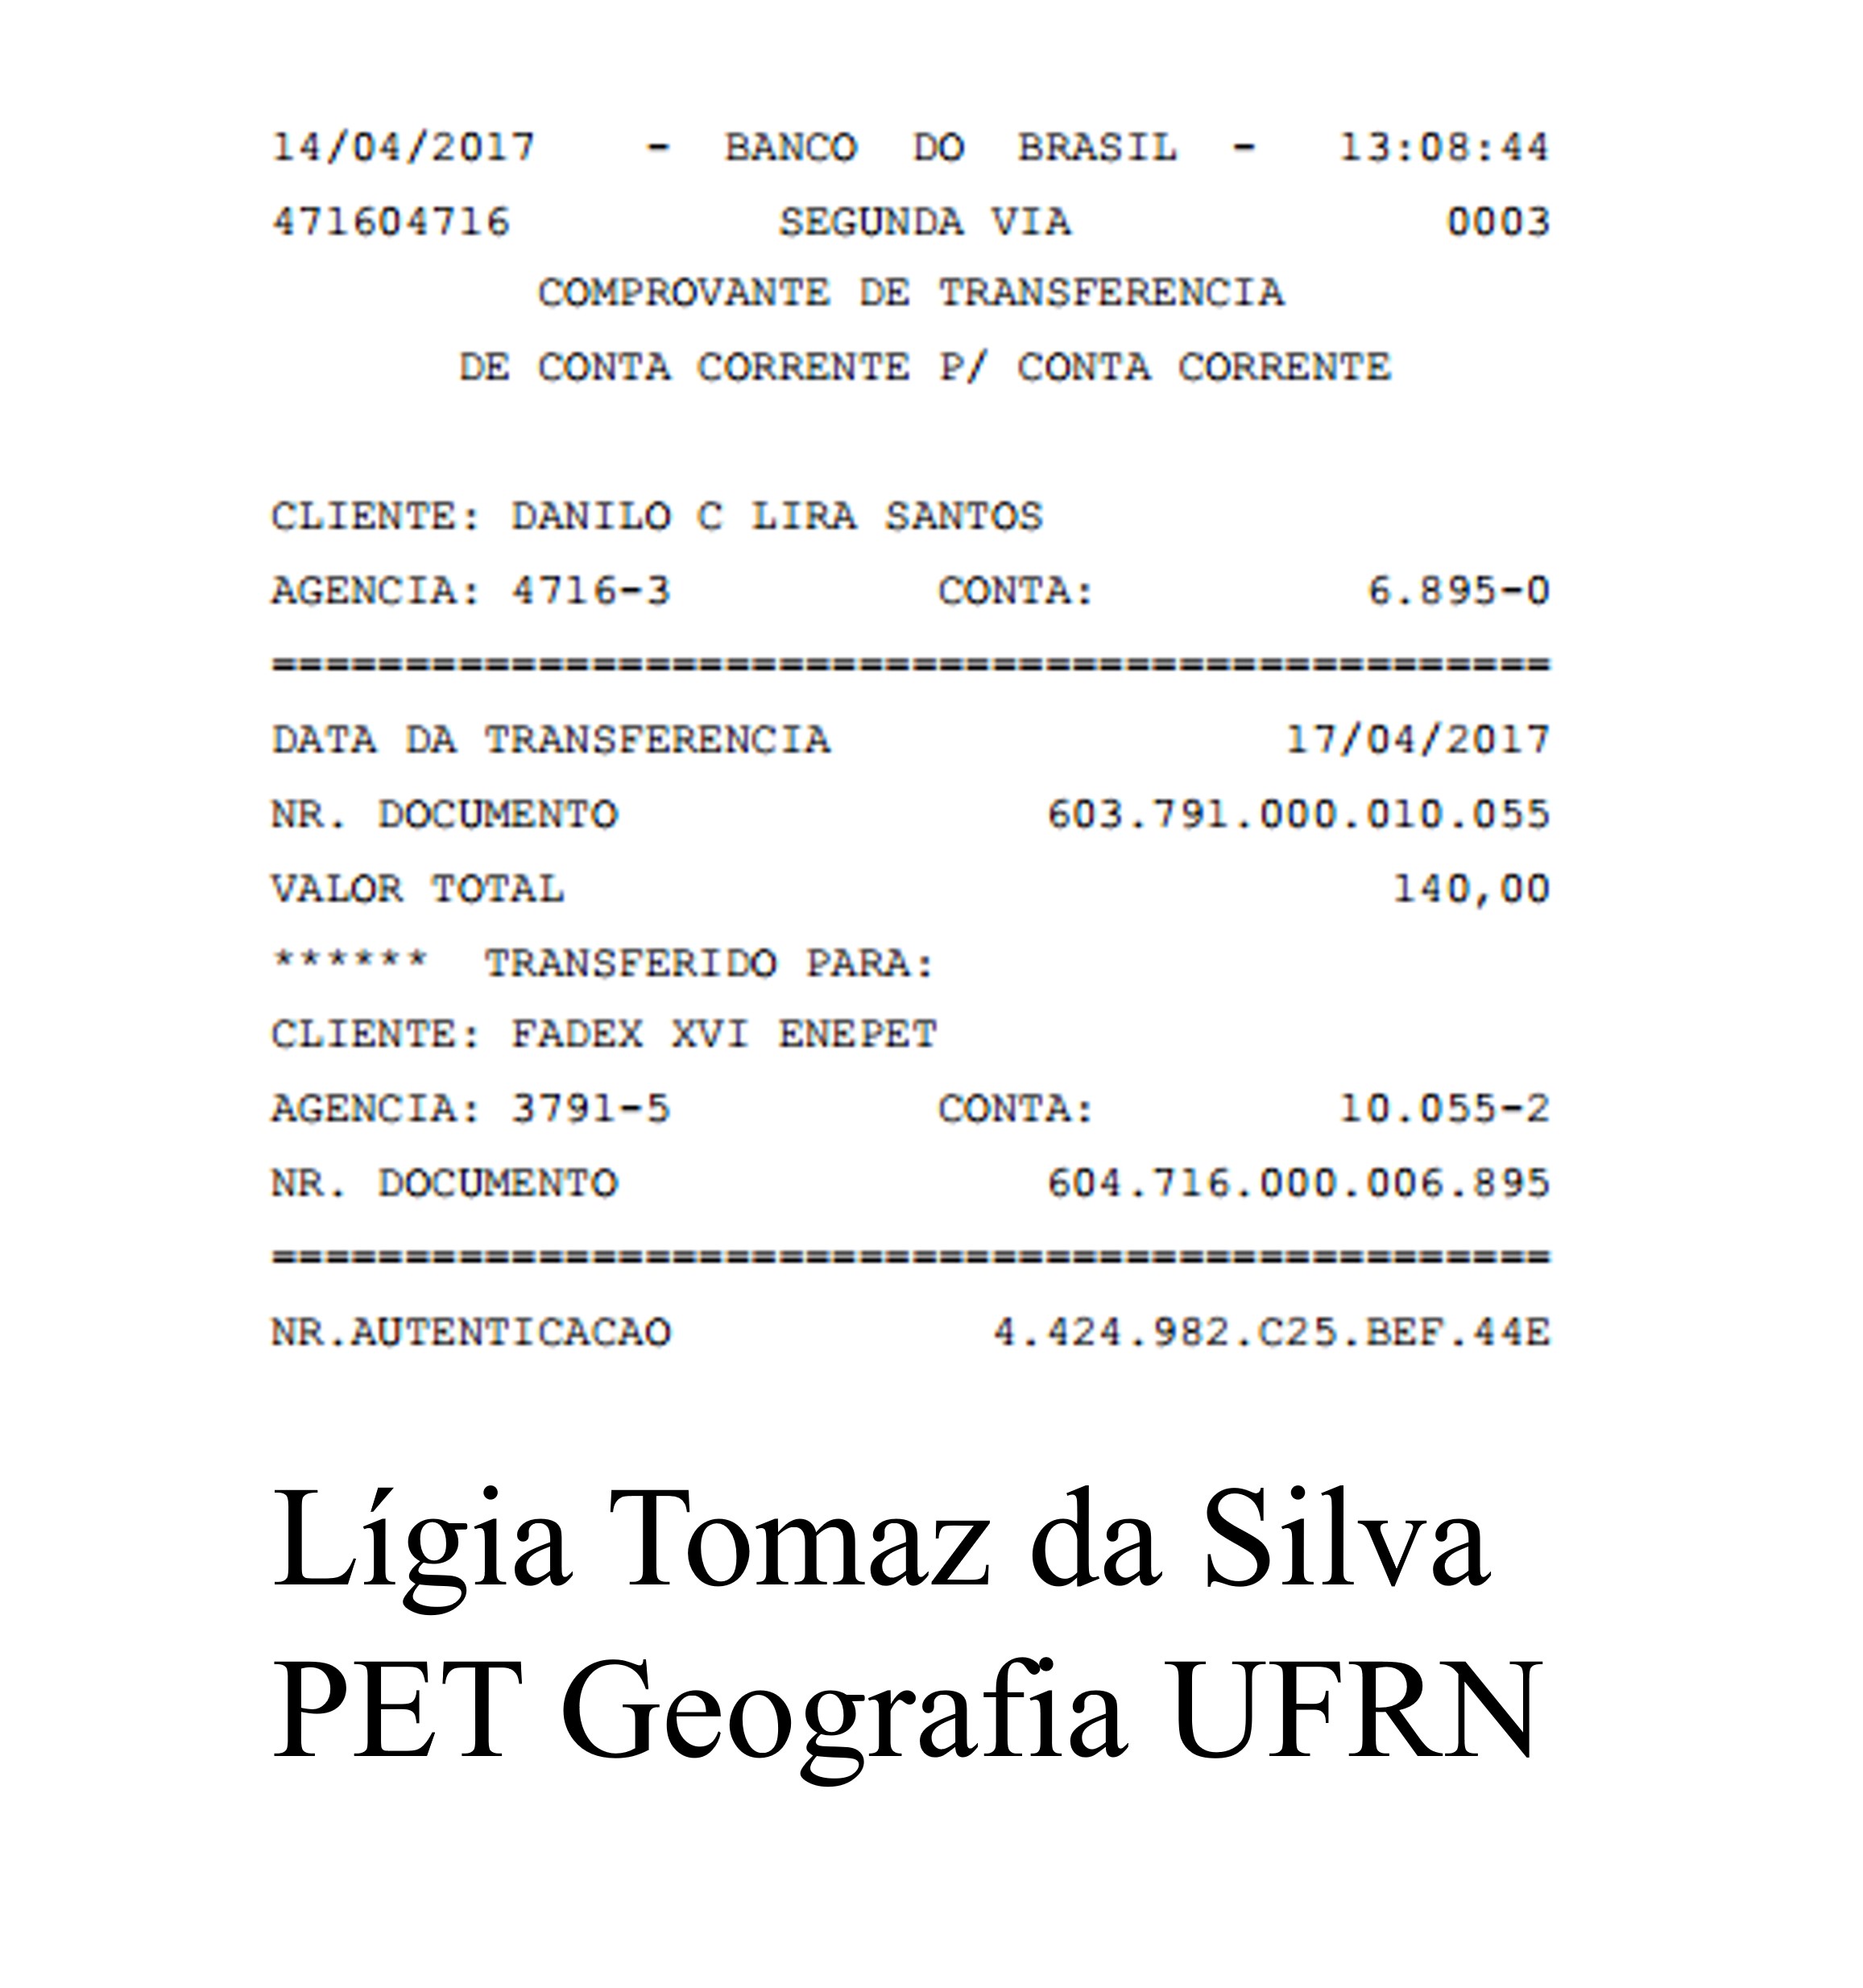 14/04/2017 - BANCO DO BRASIL - 13:08:44
471604716 SEGUNDA VIA 0003
COMPROVANTE DE TRANSFERENCIA
DE CONTA CORRENTE P/ CONTA CORRENTE
CLIENTE: DANILO C LIRA SANTOS
AGENCIA: 4716-3 CONTA: 6.895-0
================================================
DATA DA TRANSFERENCIA 17/04/2017
NR. DOCUMENTO 603.791.000.010.055
VALOR TOTAL 140,00
****** TRANSFERIDO PARA:
CLIENTE: FADEX XVI ENEPET
AGENCIA: 3791-5 CONTA: 10.055-2
NR. DOCUMENTO 604.716.000.006.895
================================================
NR.AUTENTICACAO 4.424.982.C25.BEF.44E
Lígia Tomaz da Silva
PET Geografia UFRN